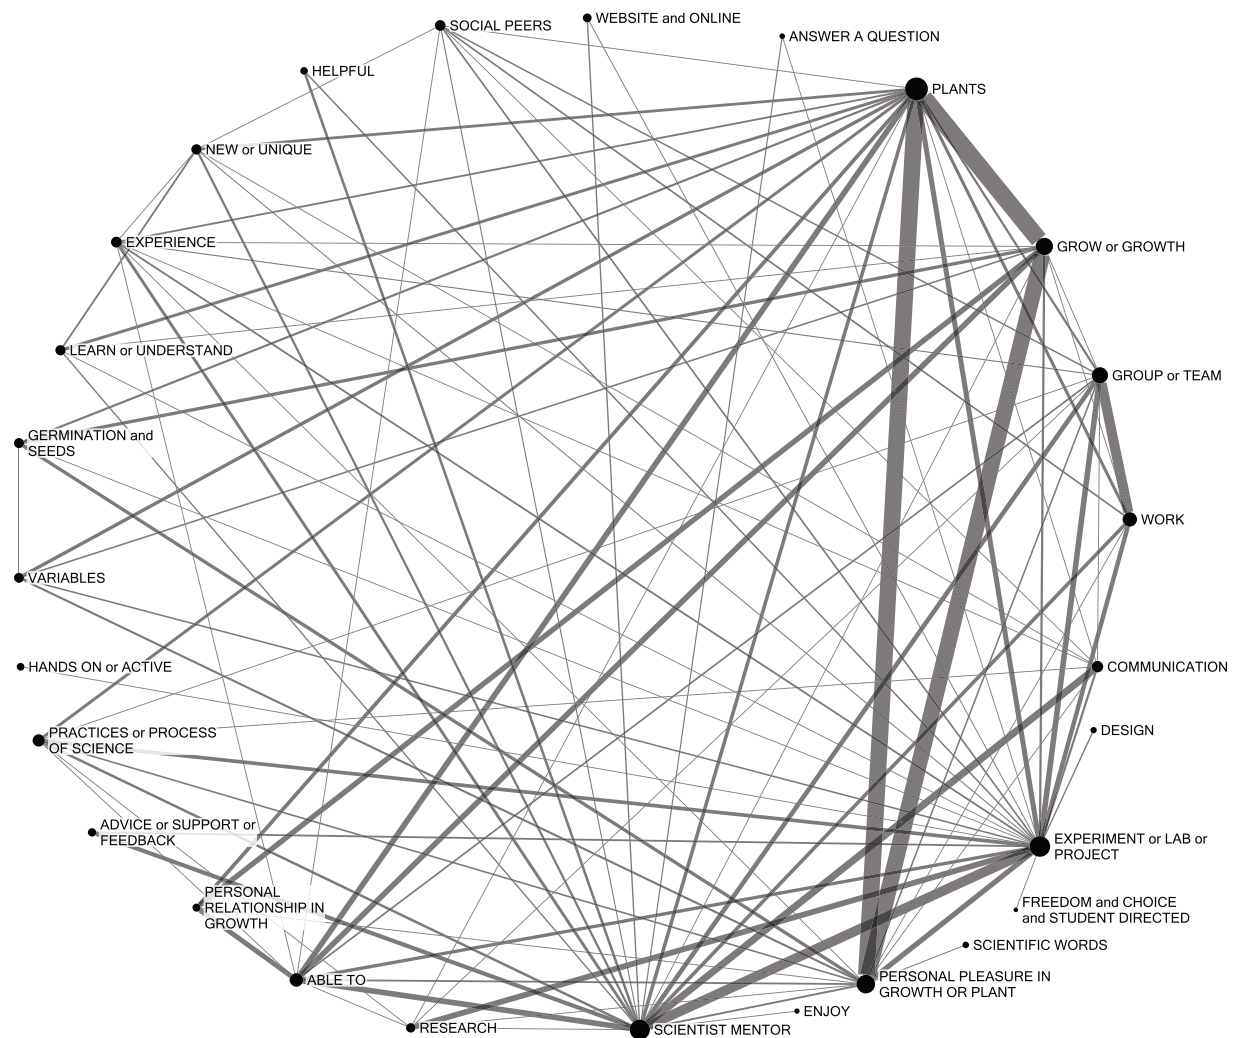 WEBSITE and ONLINE
SOCIAL PEERS
ANSWER A QUESTION
HELPFUL
PLANTS
NEW or UNIQUE
EXPERIENCE
GROW or GROWTH
LEARN or UNDERSTAND
GROUP or TEAM
GERMINATION and
SEEDS
WORK
VARIABLES
HANDS ON or ACTIVE
COMMUNICATION
PRACTICES or PROCESS
OF SCIENCE
DESIGN
ADVICE or SUPPORT or
FEEDBACK
EXPERIMENT or LAB or
PROJECT
PERSONAL
RELATIONSHIP IN
GROWTH
FREEDOM and CHOICE
and STUDENT DIRECTED
SCIENTIFIC WORDS
ABLE TO
PERSONAL PLEASURE IN
GROWTH OR PLANT
ENJOY
RESEARCH
SCIENTIST MENTOR